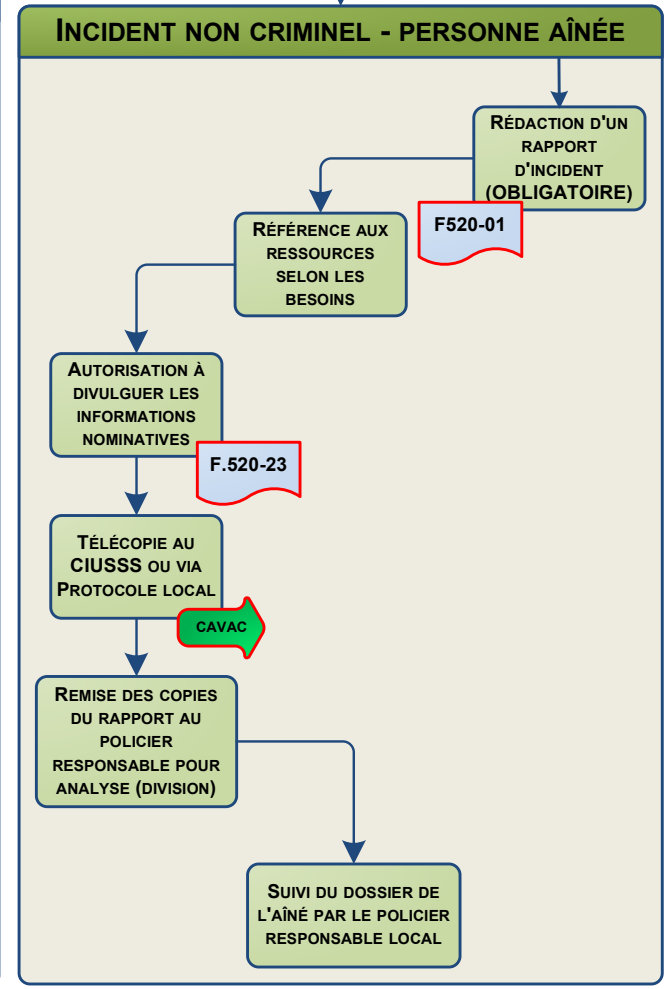 INCIDENT NON CRIMINEL - PERSONNE AÎNÉE
RÉDACTION D'UN
RAPPORT
D'INCIDENT
(OBLIGATOIRE)
F520-01
RÉFÉRENCE AUX
RESSOURCES
SELON LES
BESOINS
AUTORISATION À
DIVULGUER LES
INFORMATIONS
NOMINATIVES
F.520-23
TÉLÉCOPIE AU
CIUSSS OU VIA
PROTOCOLE LOCAL
CAVAC
REMISE DES COPIES
DU RAPPORT AU
POLICIER
RESPONSABLE POUR
ANALYSE (DIVISION)
SUIVI DU DOSSIER DE
L'AÎNÉ PAR LE POLICIER
RESPONSABLE LOCAL